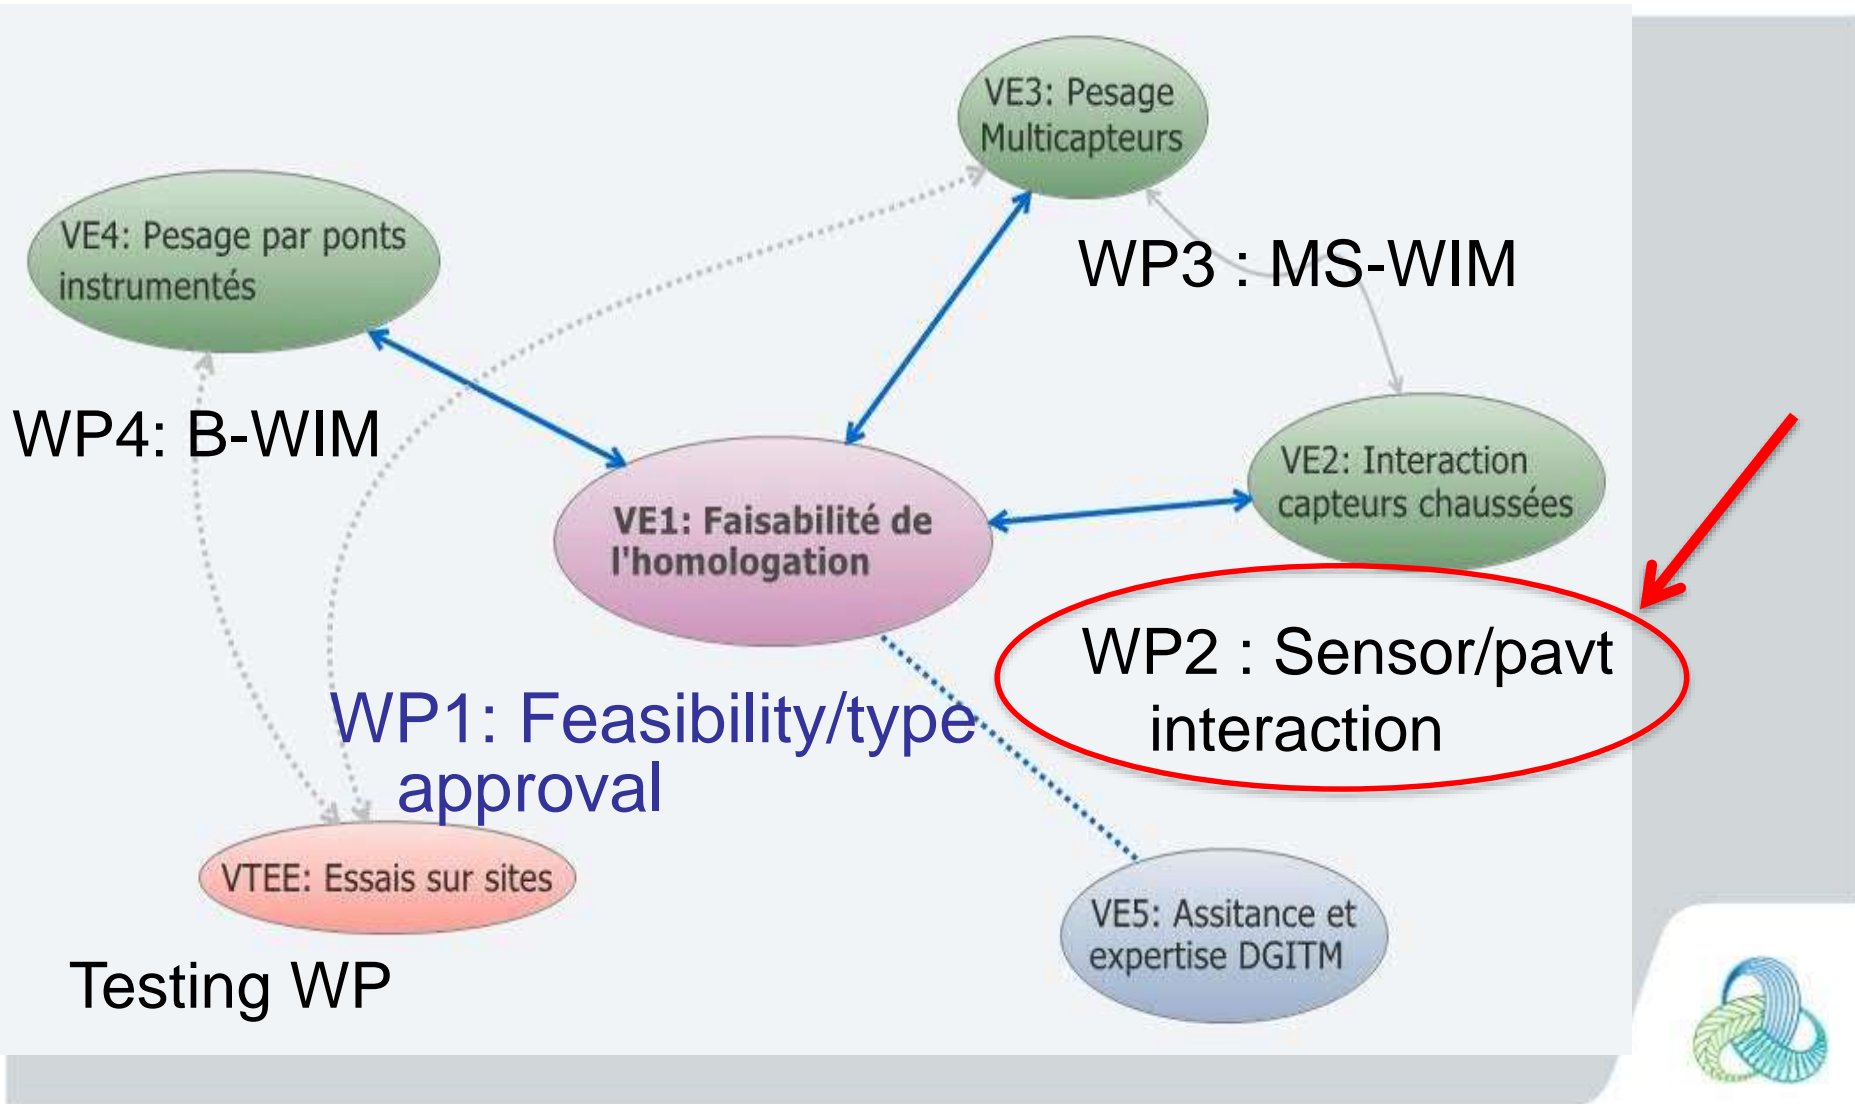 VE3: Pesage
Multicapteurs
VE4: Pesage par ponts
instrumentés
WP3 : MS-WIM
WP4: B-WIM
VE2: Interaction
capteurs chaussées
VE1: Faisabilité de
l'homologation
WP2 : Sensor/pavt
interaction
WP1: Feasibility/type
approval
VTEE: Essais sur sites
VE5: Assitance et
expertise DGITM
Testing WP